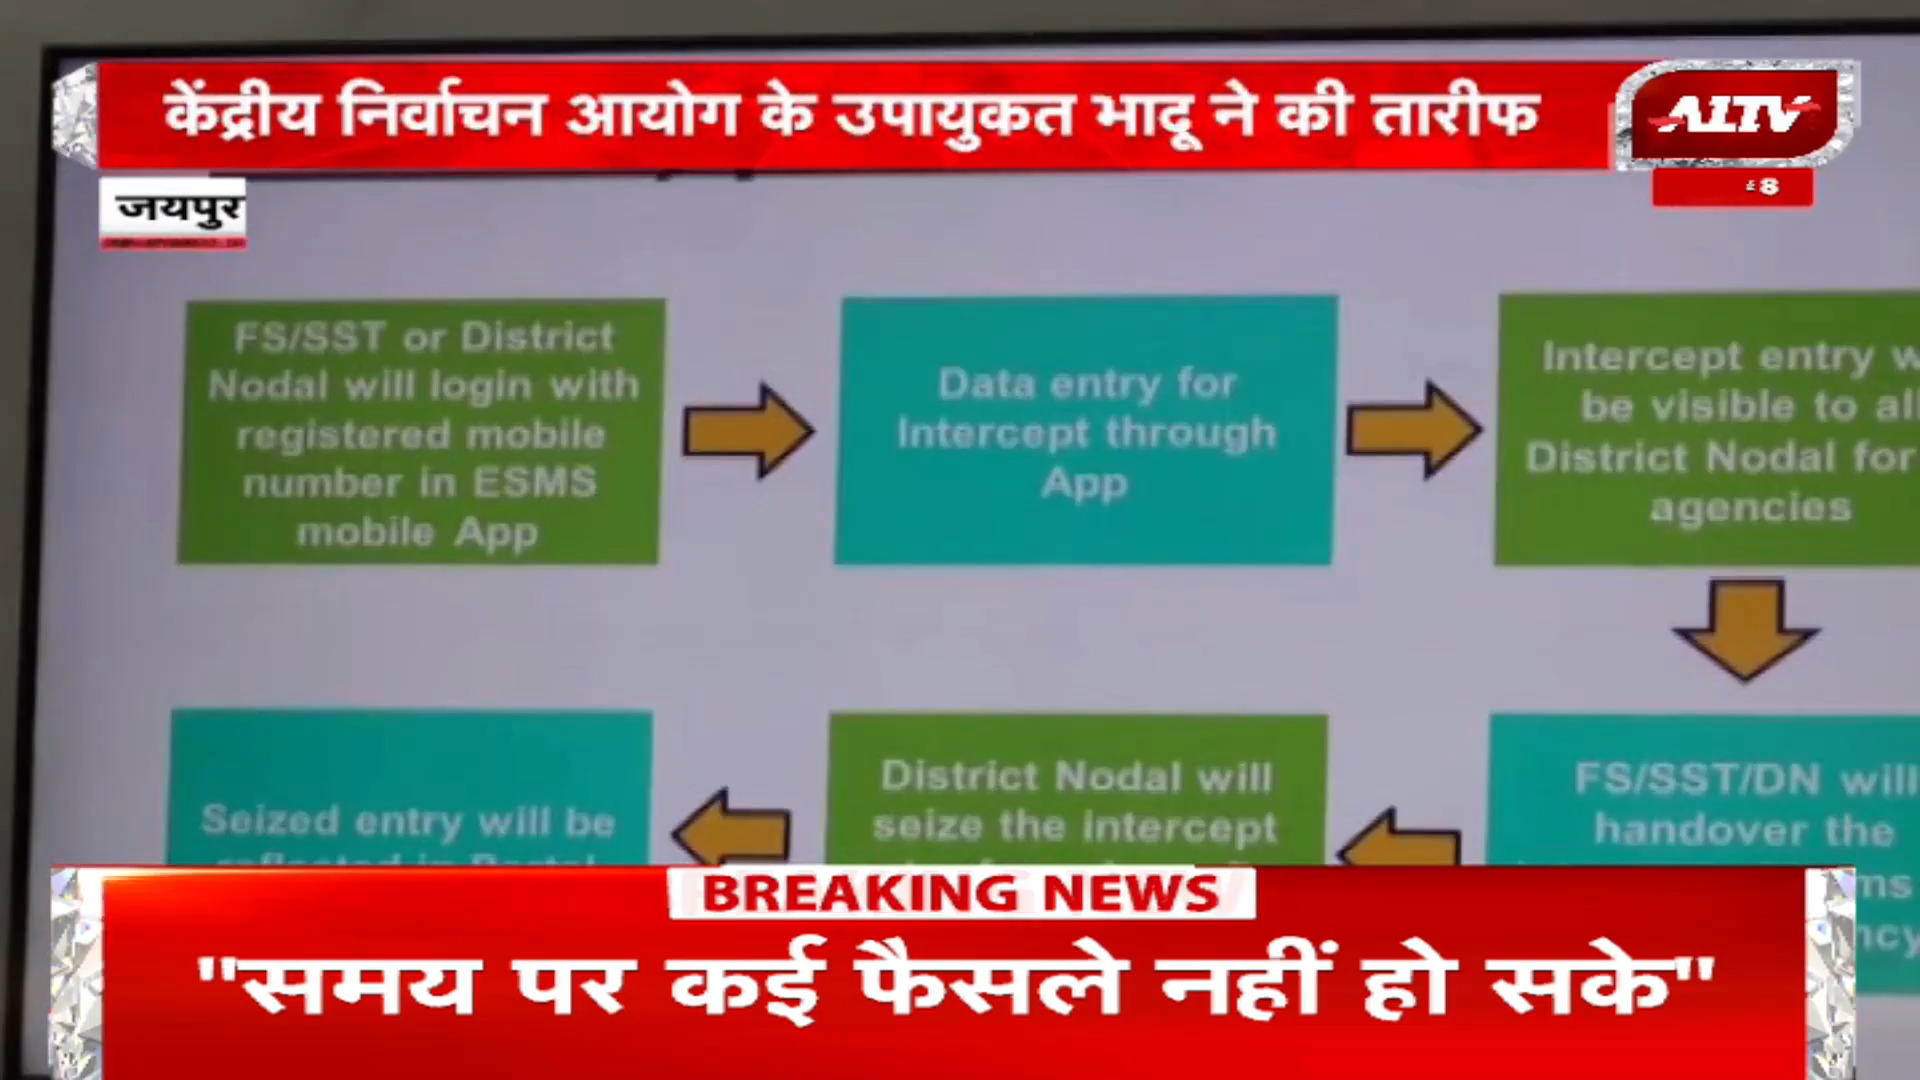 केंद्रीय निर्वाचन आयोग के उपायुकत भादू ने की तारीफ
A1TV
जयपुर
:8
FS/SST or District
Nodal will login with
registered mobile
number in ESMS
mobile App
Data entry for
Intercept through
App
Intercept entry
be visible to all
District Nodal for
agencies
FS/SST/DN will
handover the
District Nodal will
seize the intercept
Seized entry will be
BREAKING NEWS
"समय पर कई फैसले नहीं हो सके"